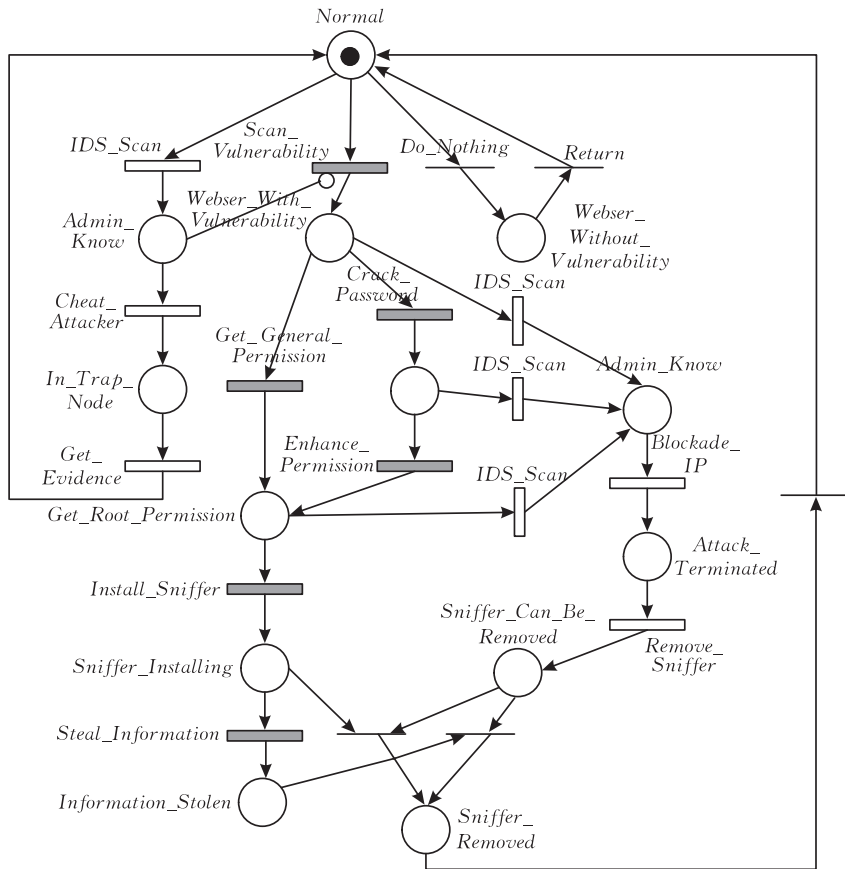 Normal
IDS_Scan
Scan_
Vulnerability
Do_Nothing
Return
Admin_
Know
Webser_With_
Vulnerability
Webser_
Without_
Vulnerability
Cheat_
Attacker
Crack_
Password
IDS_Scan
Get_General_
Permission
In_Trap_
Node
IDS_Scan
Admin_Know
Get_
Evidence
Enhance_
Permission
IDS_Scan
Blockade_
IP
Get_Root_Permission
Attack_
Terminated
Install_Sniffer
Sniffer_Can_Be_
Removed
Remove_
Sniffer
Sniffer_Installing
Steal_Information
Information_Stolen
Sniffer_
Removed